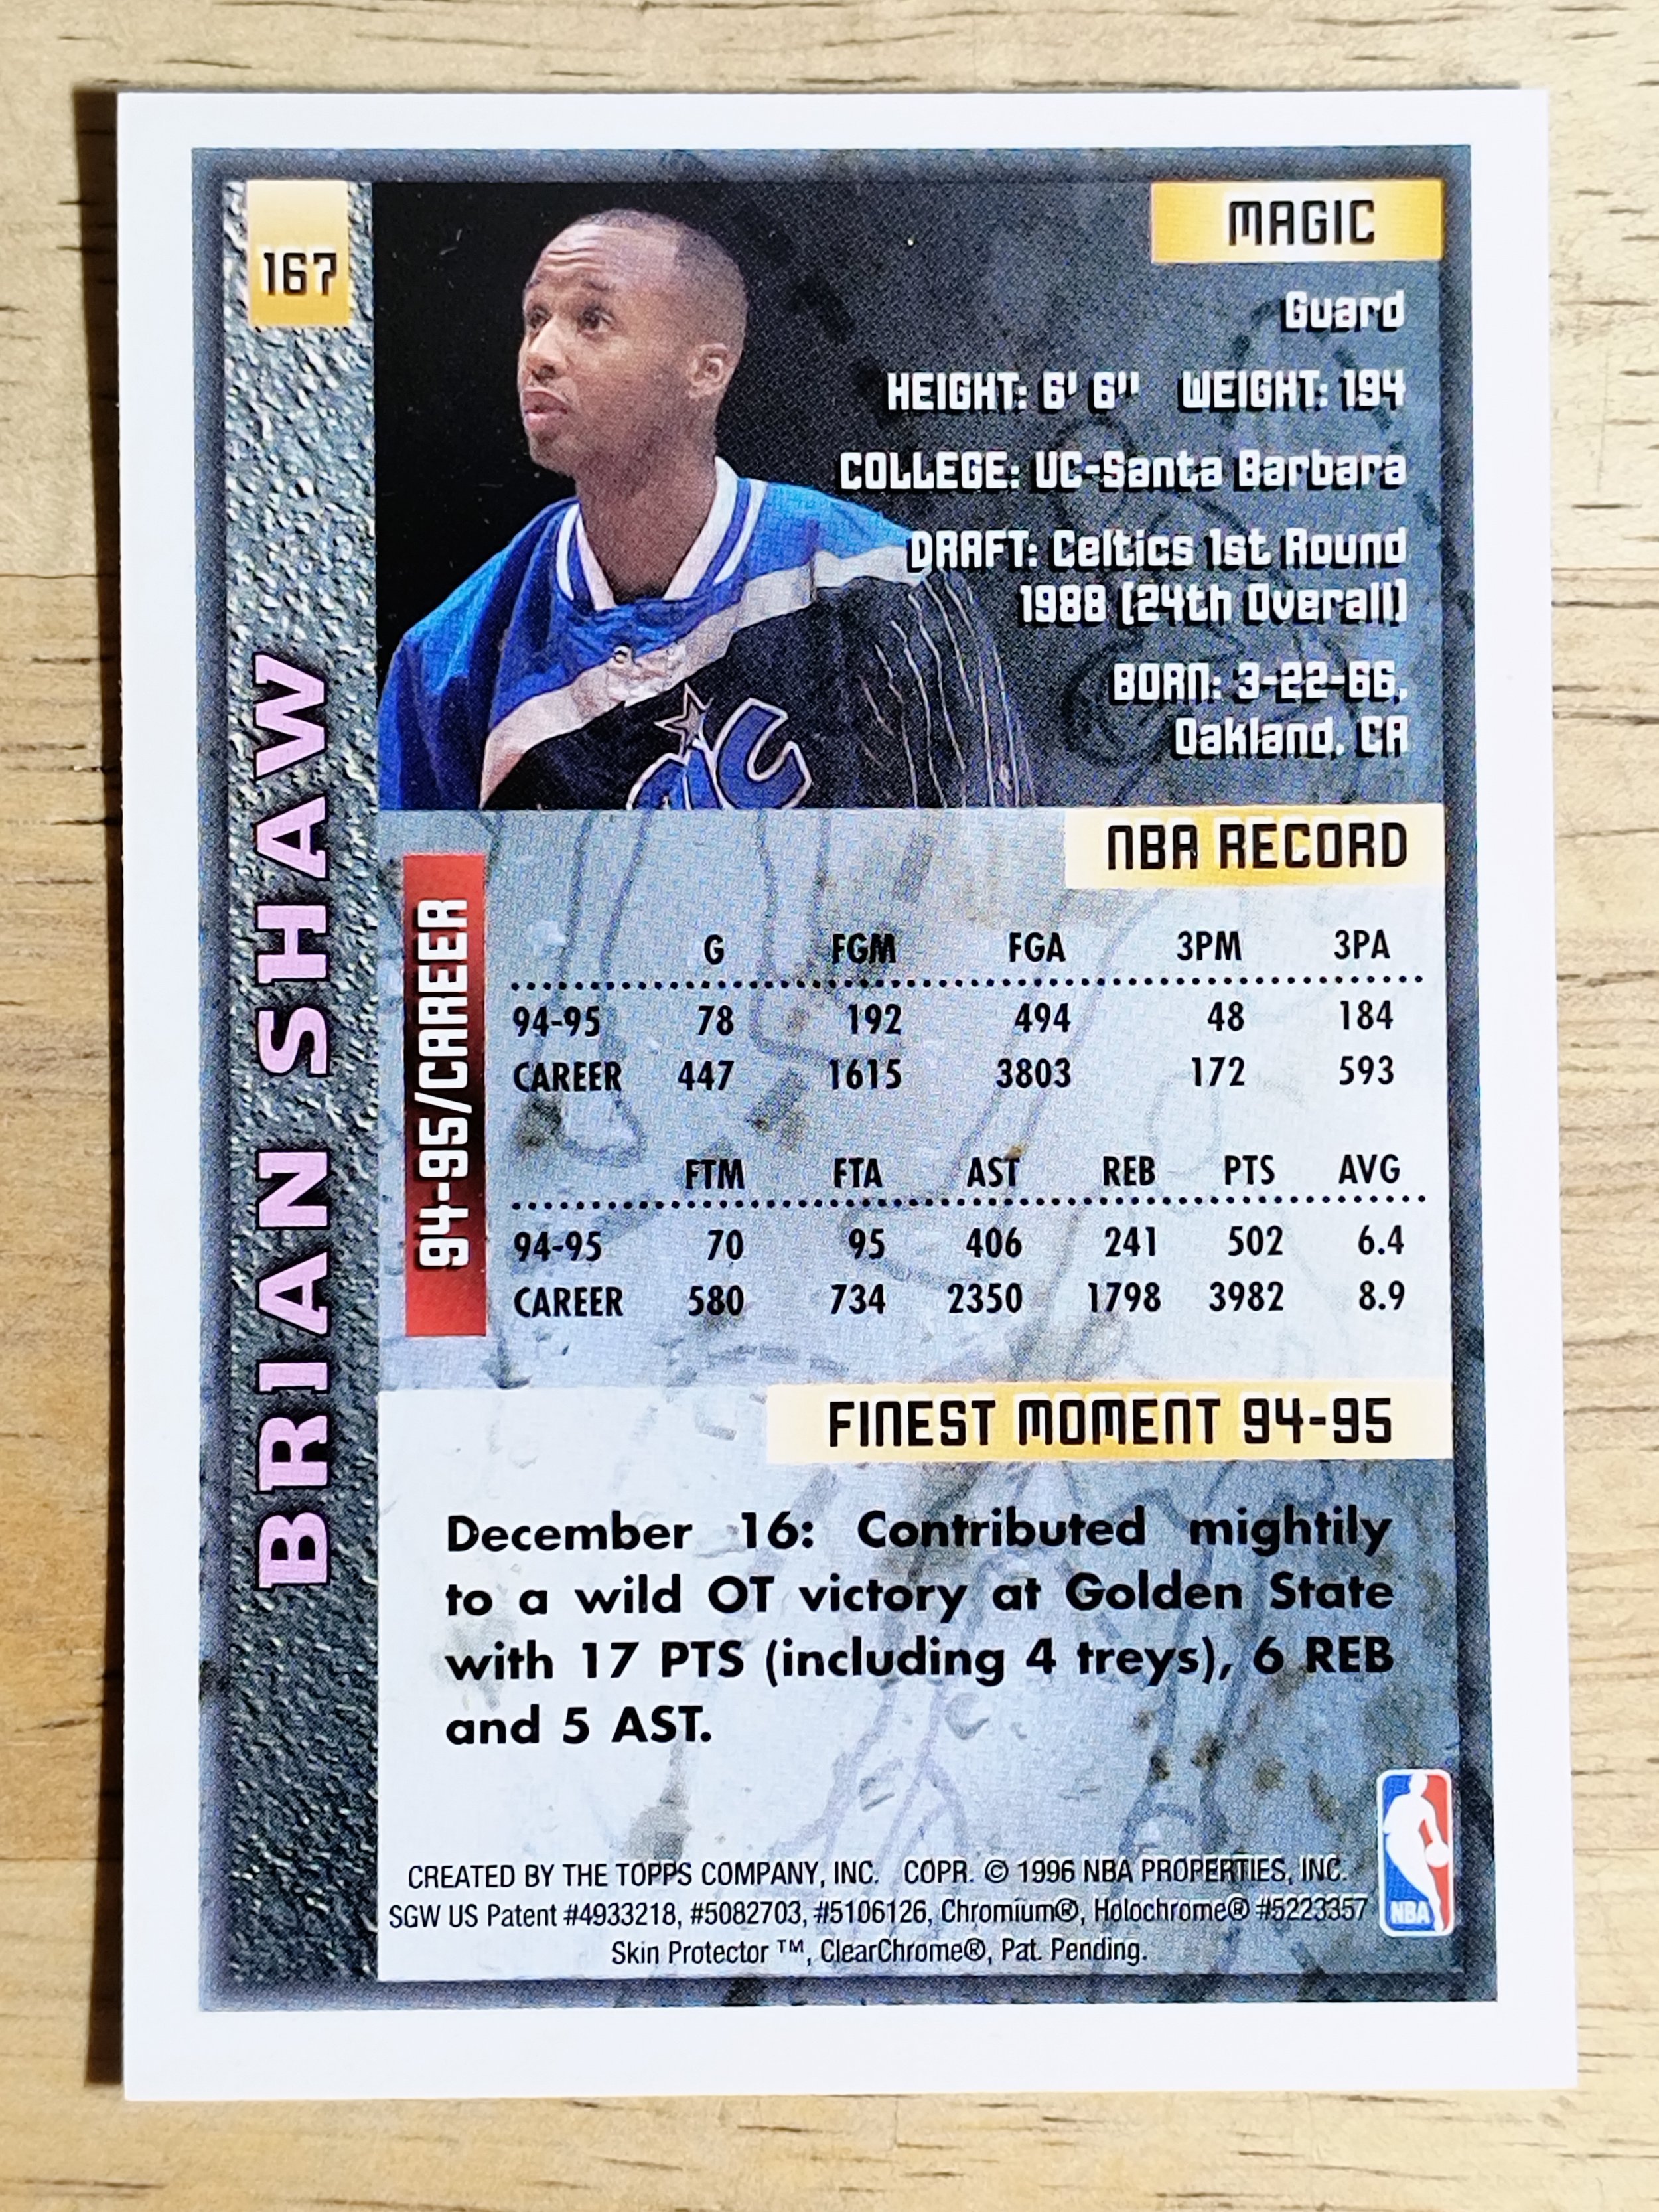 167
BRIAN SHAW
MAGIC
Guard
HEIGHT: 6' 6" WEIGHT: 194
COLLEGE: UC-Santa Barbara
DRAFT: Celtics 1st Round
1988 (24th Overall)
BORN: 3-22-66,
Oakland, CA
NBA RECORD
94-95/CAREER
G FGM FGA 3PM 3PA
94-95 78 192 494 48 184
CAREER 447 1615 3803 172 593
FTM FTA AST REB PTS AVG
94-95 70 95 406 241 502 6.4
CAREER 580 734 2350 1798 3982 8.9
FINEST MOMENT 94-95
December 16: Contributed mightily
to a wild OT victory at Golden State
with 17 PTS (including 4 treys), 6 REB
and 5 AST.
CREATED BY THE TOPPS COMPANY, INC. COPR. © 1996 NBA PROPERTIES, INC.
SGW US Patent #4933218, #5082703, #5106126, Chromium®, Holochrome® #5223357
Skin Protector ™, ClearChrome®, Pat. Pending.
NBA